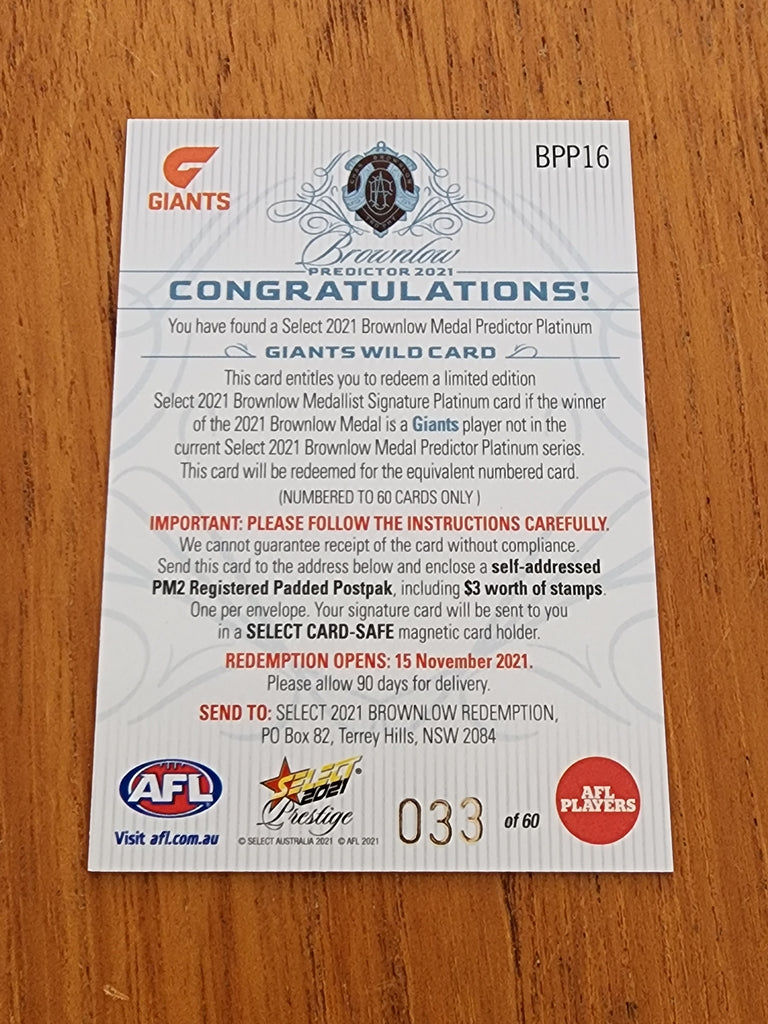 BPP16
GIANTS
Brownlow
PREDICTOR 2021
CONGRATULATIONS!
You have found a Select 2021 Brownlow Medal Predictor Platinum
GIANTS WILD CARD
This card entitles you to redeem a limited edition
Select 2021 Brownlow Medallist Signature Platinum card if the winner
of the 2021 Brownlow Medal is a Giants player not in the
current Select 2021 Brownlow Medal Predictor Platinum series.
This card will be redeemed for the equivalent numbered card.
(NUMBERED TO 60 CARDS ONLY )
IMPORTANT: PLEASE FOLLOW THE INSTRUCTIONS CAREFULLY.
We cannot guarantee receipt of the card without compliance.
Send this card to the address below and enclose a self-addressed
PM2 Registered Padded Postpak, including $3 worth of stamps.
One per envelope. Your signature card will be sent to you
in a SELECT CARD-SAFE magnetic card holder.
REDEMPTION OPENS: 15 November 2021.
Please allow 90 days for delivery.
SEND TO: SELECT 2021 BROWNLOW REDEMPTION,
PO Box 82, Terrey Hills, NSW 2084
AFL
Visit afl.com.au
SELECT
2021
Prestige
© SELECT AUSTRALIA 2021 © AFL 2021
033 of 60
AFL
PLAYERS